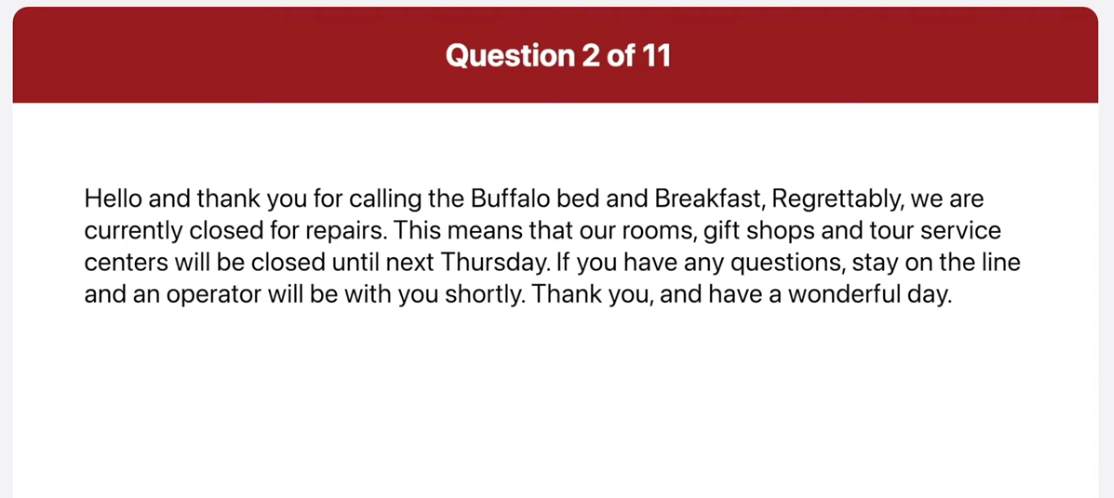 Question 2 of 11
Hello and thank you for calling the Buffalo bed and Breakfast, Regrettably, we are
currently closed for repairs. This means that our rooms, gift shops and tour service
centers will be closed until next Thursday. If you have any questions, stay on the line
and an operator will be with you shortly. Thank you, and have a wonderful day.